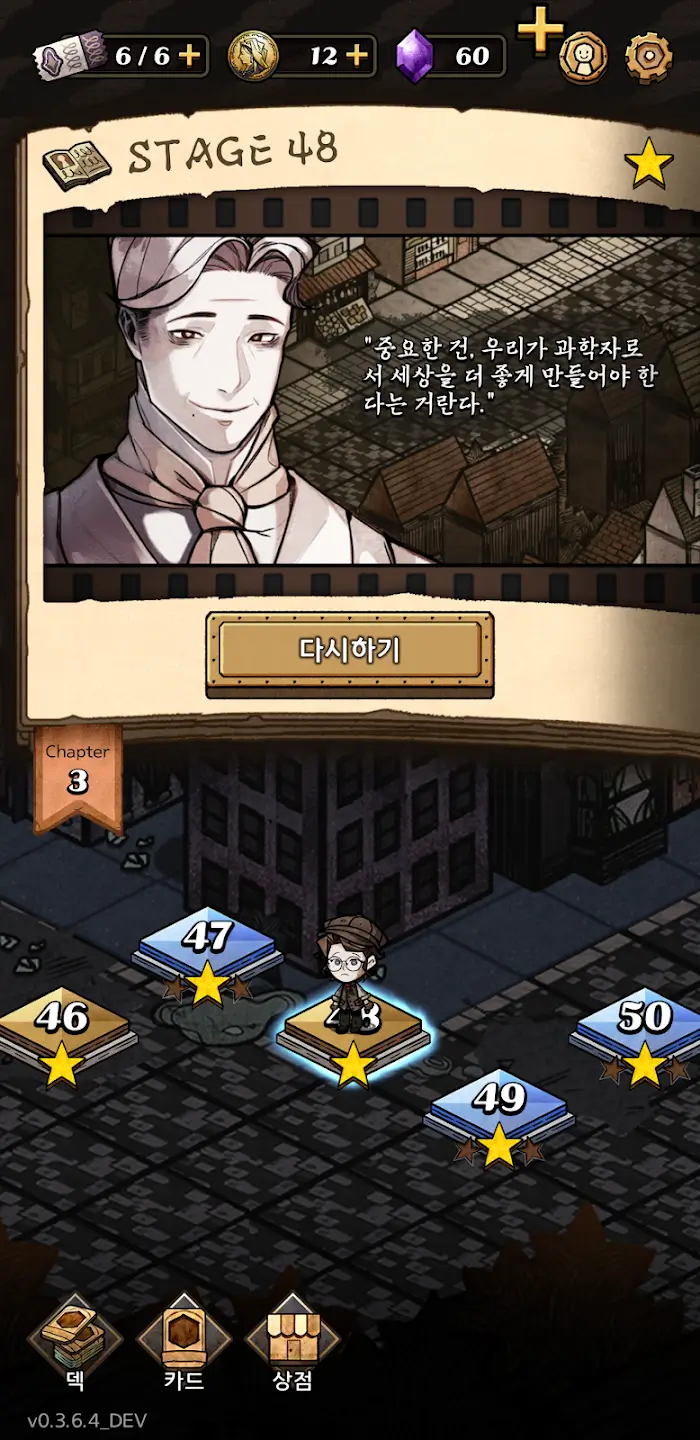 6/6
12
60
STAGE 48
"중요한 건, 우리가 과학자로
서 세상을 더 좋게 만들어야 한
다는 거란다."
다시하기
Chapter
3
47
46
48
50
49
덱
카드
상점
v0.3.6.4_DEV